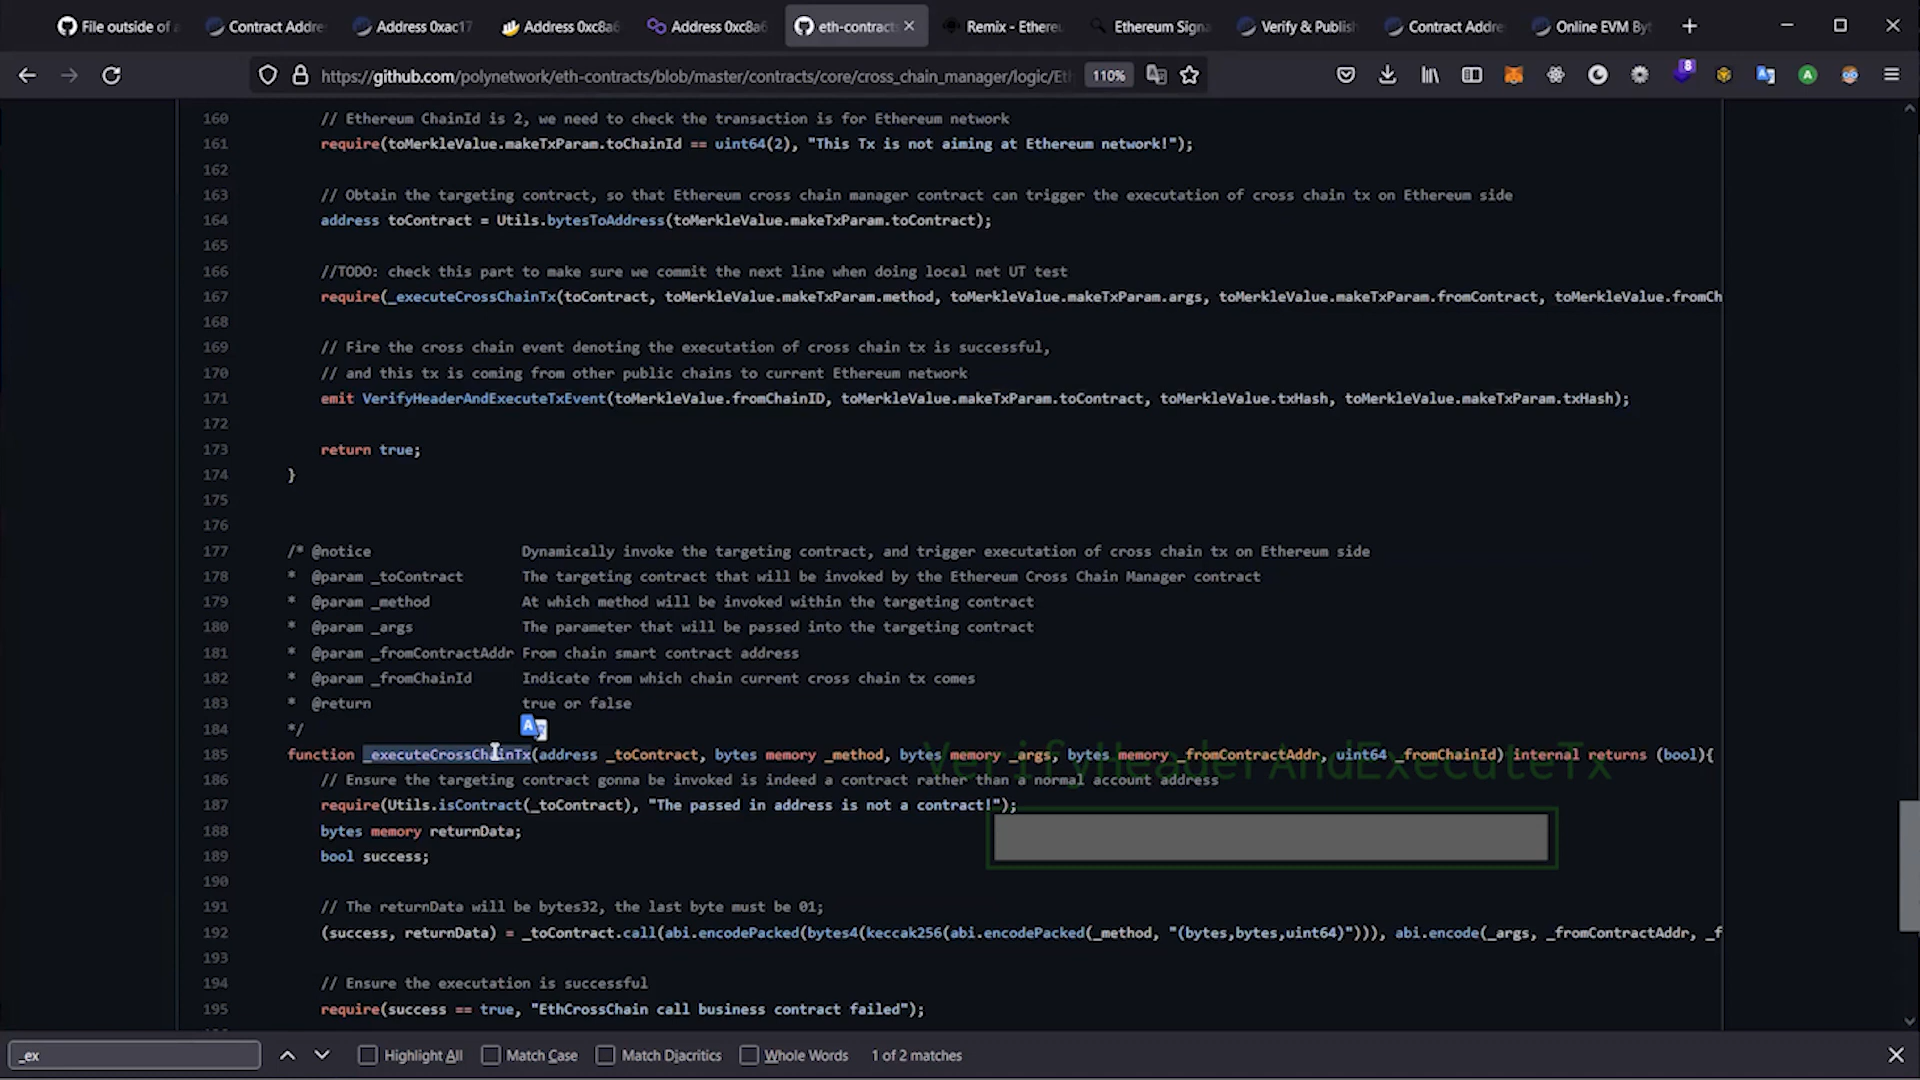 File outside of a
Contract Addre
Address 0xac17
Address 0xc8a6
Address 0xc8a6
eth-contracts
Remix - Ethere
Ethereum Signa
Verify & Publish
Contract Addre
Online EVM By
https://github.com/polynetwork/eth-contracts/blob/master/contracts/core/cross_chain_manager/logic/Et
110%
8
160 // Ethereum ChainId is 2, we need to check the transaction is for Ethereum network
161 require(toMerkleValue.makeTxParam.toChainId == uint64(2), "This Tx is not aiming at Ethereum network!");
162
163 // Obtain the targeting contract, so that Ethereum cross chain manager contract can trigger the executation of cross chain tx on Ethereum side
164 address toContract = Utils.bytesToAddress(toMerkleValue.makeTxParam.toContract);
165
166 //TODO: check this part to make sure we commit the next line when doing local net UT test
167 require(_executeCrossChainTx(toContract, toMerkleValue.makeTxParam.method, toMerkleValue.makeTxParam.args, toMerkleValue.makeTxParam.fromContract, toMerkleValue.fromCh
168
169 // Fire the cross chain event denoting the executation of cross chain tx is successful,
170 // and this tx is coming from other public chains to current Ethereum network
171 emit VerifyHeaderAndExecuteTxEvent(toMerkleValue.fromChainID, toMerkleValue.makeTxParam.toContract, toMerkleValue.txHash, toMerkleValue.makeTxParam.txHash);
172
173 return true;
174 }
175
176
177 /* @notice Dynamically invoke the targeting contract, and trigger executation of cross chain tx on Ethereum side
178 * @param _toContract The targeting contract that will be invoked by the Ethereum Cross Chain Manager contract
179 * @param _method At which method will be invoked within the targeting contract
180 * @param _args The parameter that will be passed into the targeting contract
181 * @param _fromContractAddr From chain smart contract address
182 * @param _fromChainId Indicate from which chain current cross chain tx comes
183 * @return true or false
184 */
185 function _executeCrossChainTx(address _toContract, bytes memory _method, bytes memory _args, bytes memory _fromContractAddr, uint64 _fromChainId) internal returns (bool){
VerifyHeaderAndExecuteTx
186 // Ensure the targeting contract gonna be invoked is indeed a contract rather than a normal account address
187 require(Utils.isContract(_toContract), "The passed in address is not a contract!");
188 bytes memory returnData;
189 bool success;
190
191 // The returnData will be bytes32, the last byte must be 01;
192 (success, returnData) = _toContract.call(abi.encodePacked(bytes4(keccak256(abi.encodePacked(_method, "(bytes,bytes,uint64)"))), abi.encode(_args, _fromContractAddr, _f
193
194 // Ensure the executation is successful
195 require(success == true, "EthCrossChain call business contract failed");
_ex
Highlight All
Match Case
Match Diacritics
Whole Words
1 of 2 matches